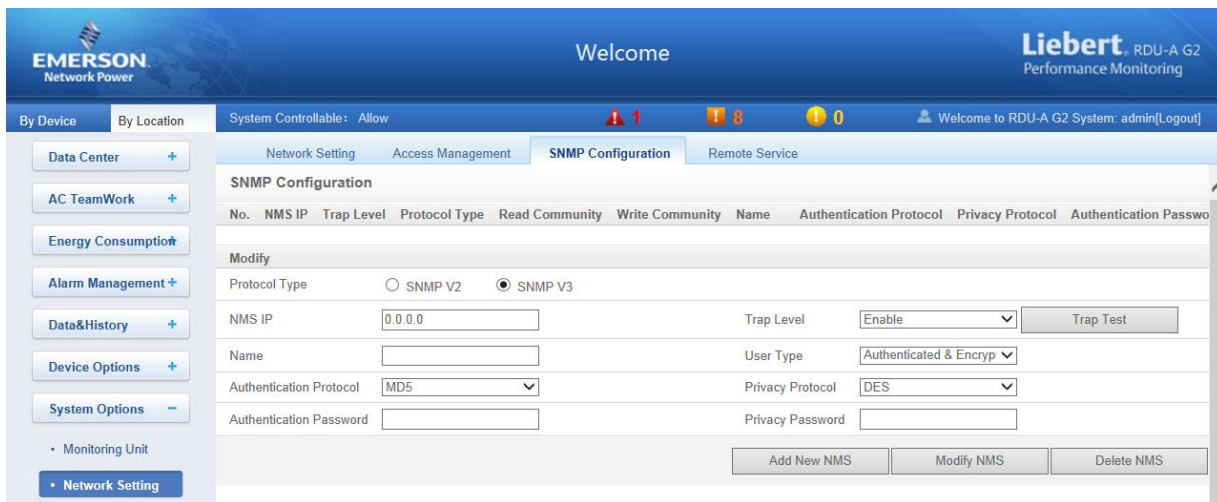 EMERSON
Network Power
Welcome
Liebert. RDU-A G2
Performance Monitoring
By Device By Location
System Controllable: Allow
1 8 0
Welcome to RDU-A G2 System: admin[Logout]
Data Center +
AC TeamWork +
Energy Consumption +
Alarm Management +
Data&History +
Device Options +
System Options −
• Monitoring Unit
• Network Setting
Network Setting Access Management SNMP Configuration Remote Service
SNMP Configuration
No. NMS IP Trap Level Protocol Type Read Community Write Community Name Authentication Protocol Privacy Protocol Authentication Passwo
Modify
Protocol Type SNMP V2 SNMP V3
NMS IP 0.0.0.0 Trap Level Enable Trap Test
Name User Type Authenticated & Encryp
Authentication Protocol MD5 Privacy Protocol DES
Authentication Password Privacy Password
Add New NMS Modify NMS Delete NMS